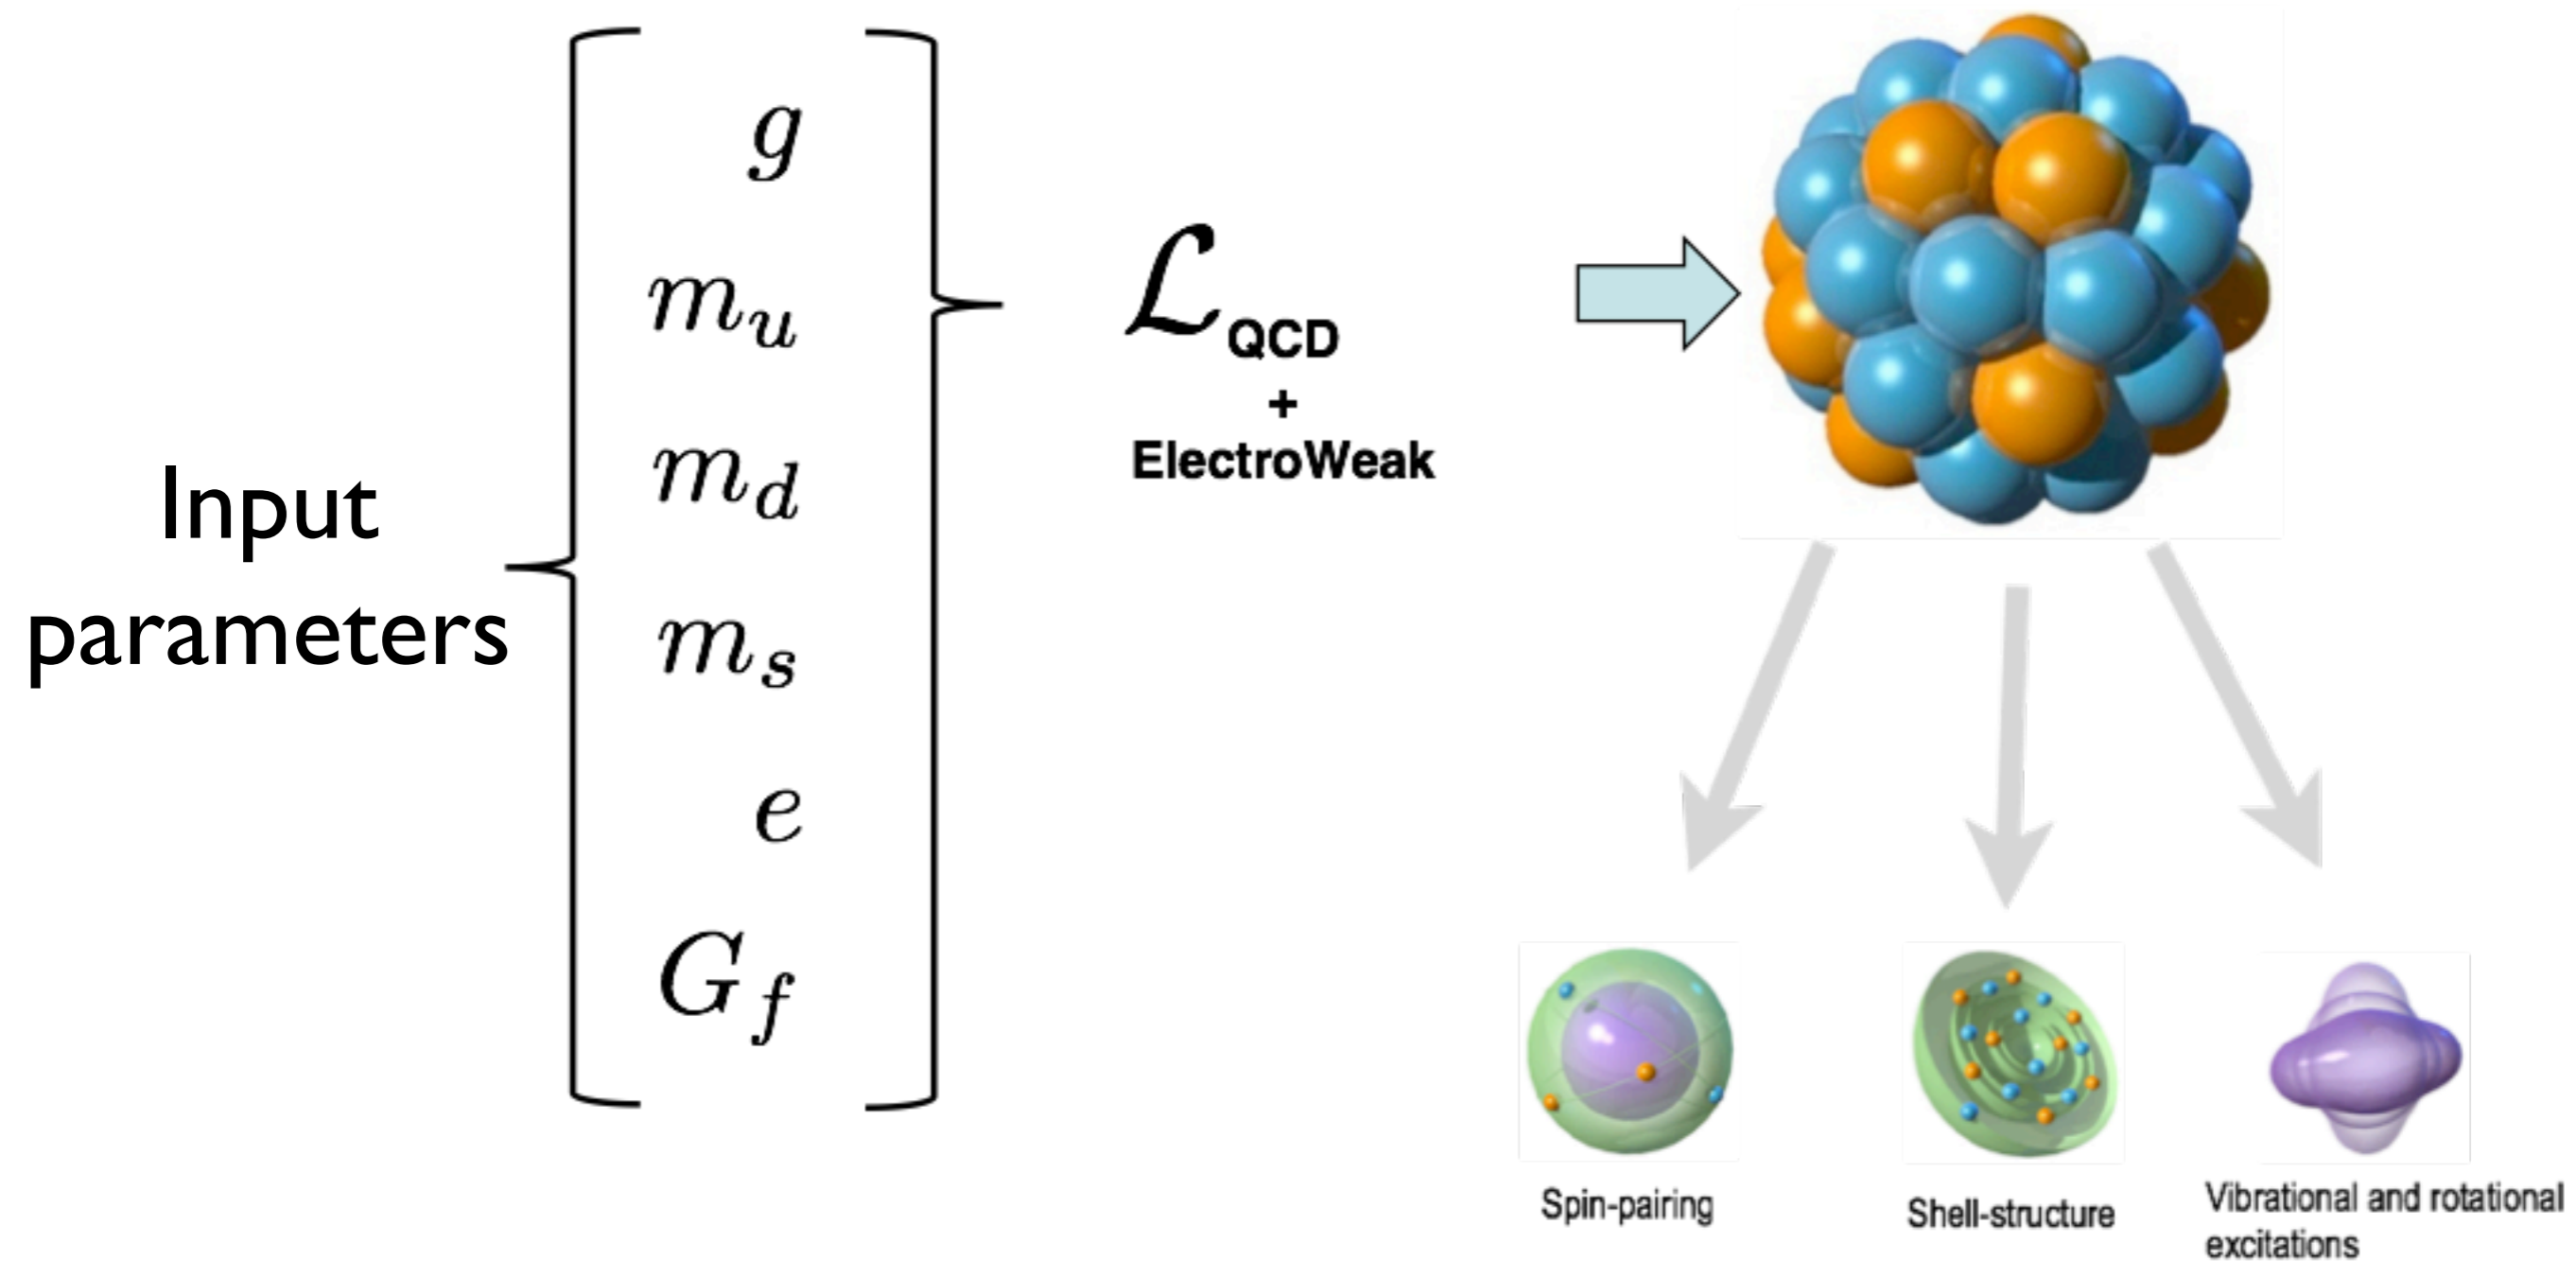 Input
parameters
g
m_u
m_d
m_s
e
G_f
ℒ_QCD
+
ElectroWeak
Spin-pairing
Shell-structure
Vibrational and rotational
excitations